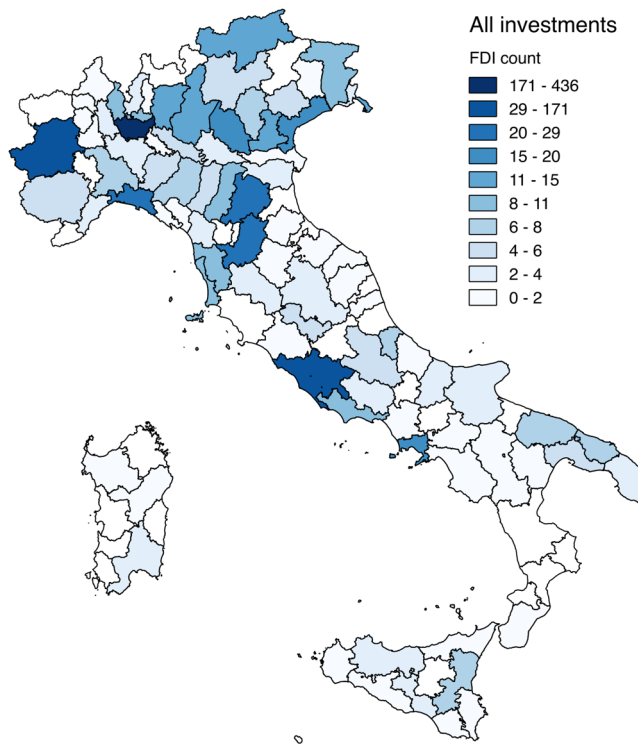 All investments
FDI count
171 - 436
29 - 171
20 - 29
15 - 20
11 - 15
8 - 11
6 - 8
4 - 6
2 - 4
0 - 2